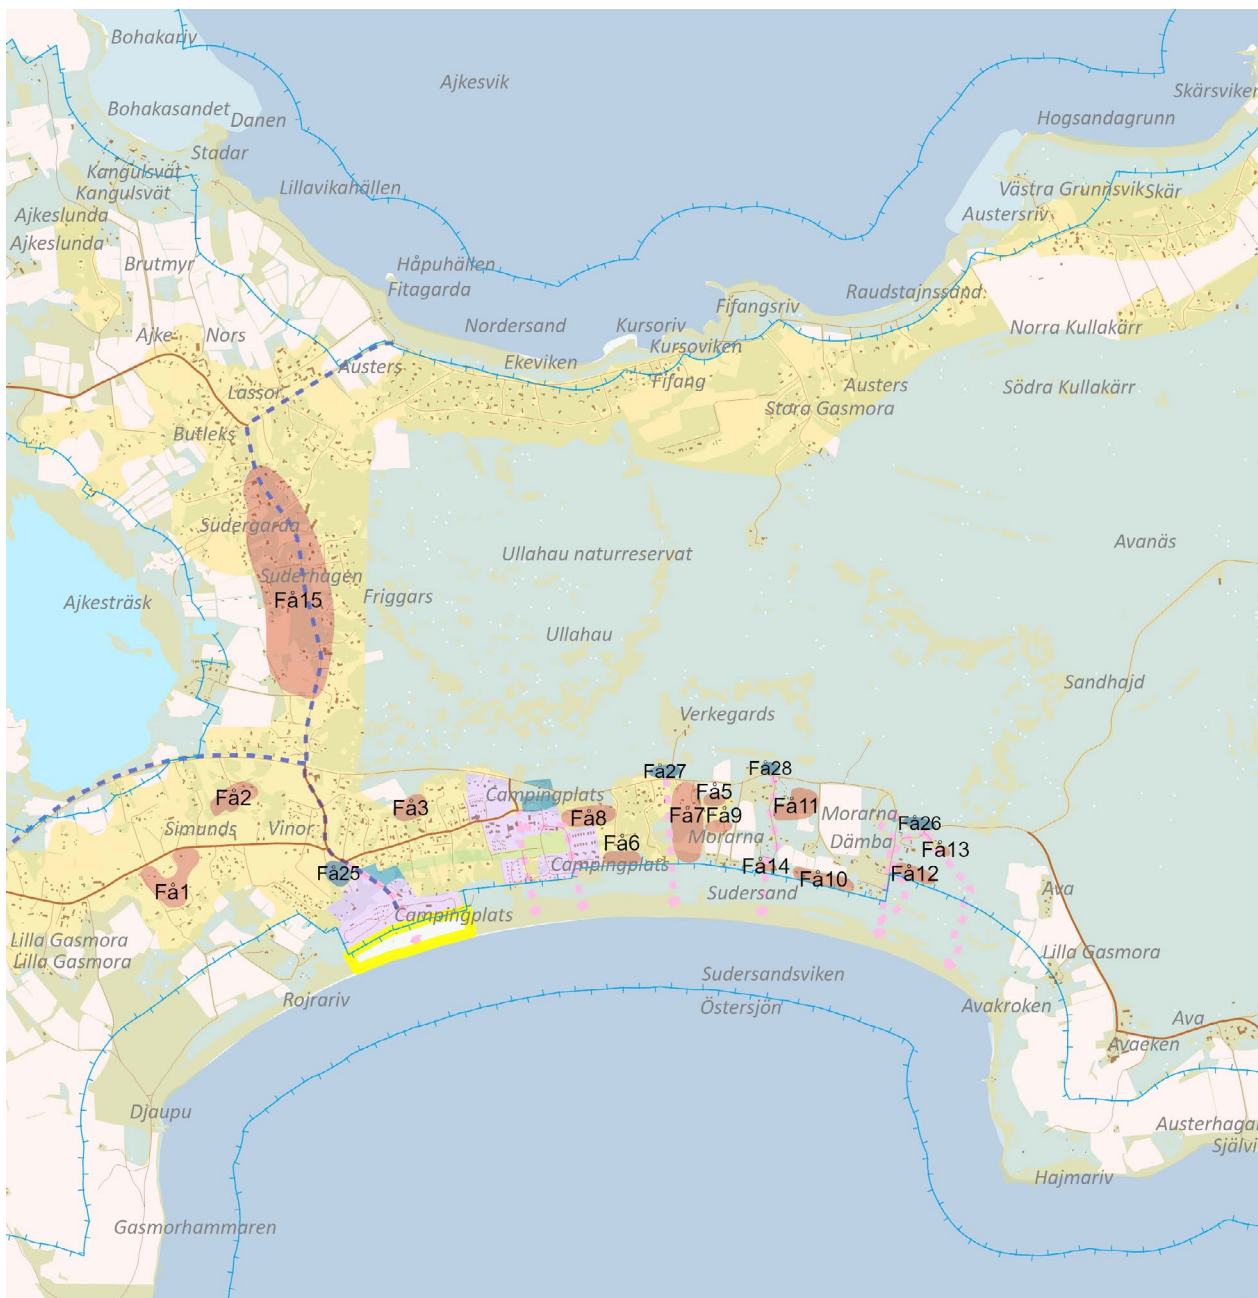 Bohakariv
Ajkesvik
Skärsviken
Bohakasandet
Danen
Hogsandagrunn
Stadar
Kangulsvät
Kangulsvät
Lillavikahällen
Västra Grunnsvik
Skär
Ajkeslunda
Austersriv
Ajkeslunda
Brutmyr
Håpuhällen
Fitagarda
Raudstajnssand
Fifangsriv
Nordersand
Kursoriv
Norra Kullakärr
Ajke
Nors
Kursoviken
Ekeviken
Austers
Fifang
Austers
Södra Kullakärr
Lassor
Stora Gasmora
Butleks
Sudergarda
Avanäs
Ullahau naturreservat
Suderhagen
Få15
Friggars
Ajkesträsk
Ullahau
Sandhajd
Verkegards
Få27
Få28
Få2
Få3
Campingplats
Få5
Få11
Få8
Få7
Få9
Morarna
Få26
Simunds
Vinor
Få6
Morarna
Dämba
Få13
Få25
Campingplats
Få14
Få12
Få1
Få10
Sudersand
Ava
Campingplats
Lilla Gasmora
Lilla Gasmora
Lilla Gasmora
Sudersandsviken
Rojrariv
Östersjön
Avakroken
Ava
Avaeken
Djaupu
Austerhagar
Självi
Hajmariv
Gasmorhammaren